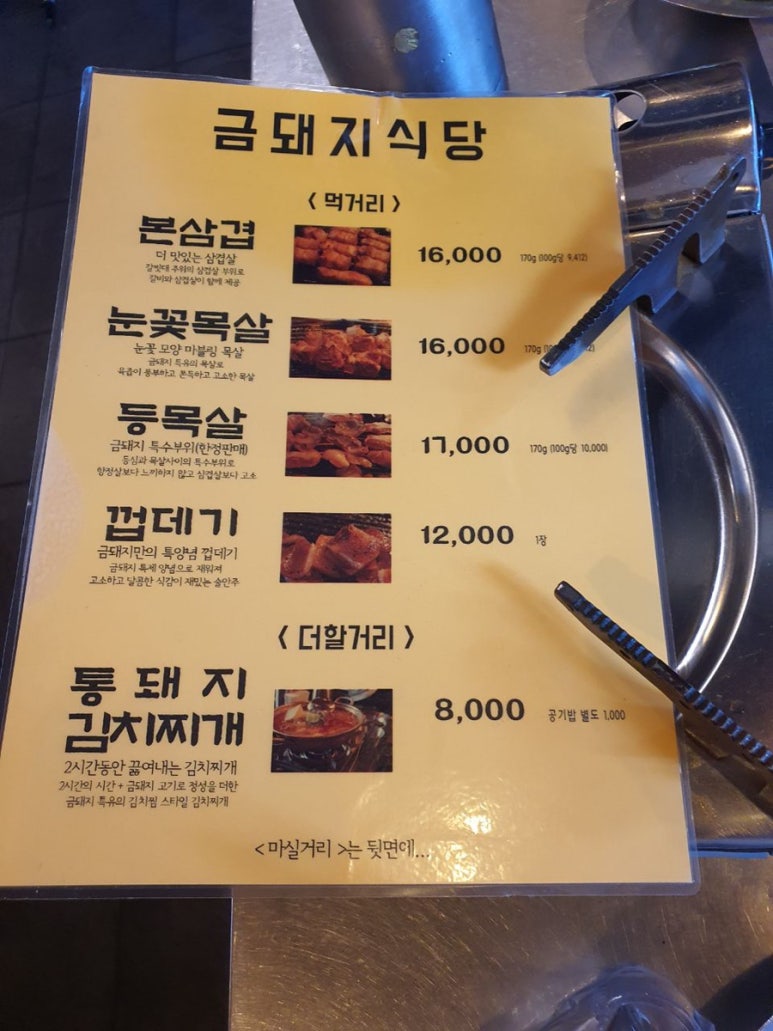 금돼지식당
< 먹거리 >
본삼겹
더 맛있는 삼겹살
갈빗대 주위의 삼겹살 부위로
갈비와 삼겹살이 함께 제공
16,000 170g (100g당 9,412)
눈꽃목살
눈꽃 모양 마블링 목살
금돼지 특유의 목살로
육즙이 풍부하고 쫀득하고 고소한 목살
16,000 170g
등목살
금돼지 특수부위(한정판매)
등심과 목살사이의 특수부위로
항정살보다 느끼하지 않고 삼겹살보다 고소
17,000 170g (100g당 10,000)
껍데기
금돼지만의 특양념 껍데기
금돼지 특제 양념으로 재워져
고소하고 달콤한 식감이 재밌는 술안주
12,000 1장
< 더할거리 >
통돼지
김치찌개
2시간동안 끓여내는 김치찌개
2시간의 시간 + 금돼지 고기로 정성을 더한
금돼지 특유의 김치찜 스타일 김치찌개
8,000 공기밥 별도 1,000
<마실거리 >는 뒷면에...